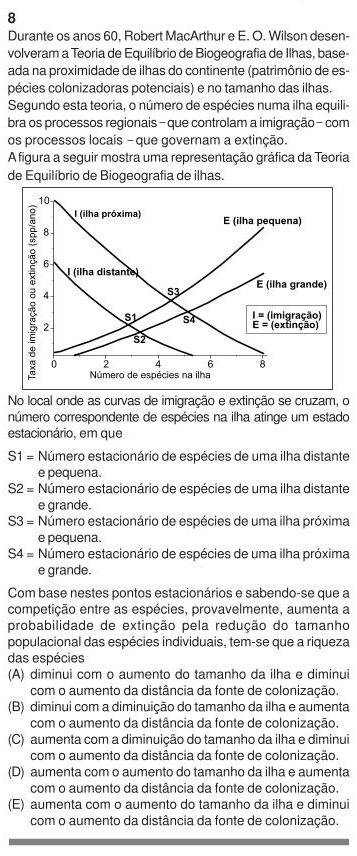 8
Durante os anos 60, Robert MacArthur e E. O. Wilson desen-
volveram a Teoria de Equilíbrio de Biogeografia de Ilhas, base-
ada na proximidade de ilhas do continente (patrimônio de es-
pécies colonizadoras potenciais) e no tamanho das ilhas.
Segundo esta teoria, o número de espécies numa ilha equili-
bra os processos regionais – que controlam a imigração – com
os processos locais – que governam a extinção.
A figura a seguir mostra uma representação gráfica da Teoria
de Equilíbrio de Biogeografia de ilhas.
Taxa de imigração ou extinção (spp/ano)
10
8
6
4
2
I (ilha próxima)
E (ilha pequena)
I (ilha distante)
E (ilha grande)
S3
S1
S4
S2
I = (imigração)
E = (extinção)
0 2 4 6 8
Número de espécies na ilha
No local onde as curvas de imigração e extinção se cruzam, o
número correspondente de espécies na ilha atinge um estado
estacionário, em que
S1 = Número estacionário de espécies de uma ilha distante
e pequena.
S2 = Número estacionário de espécies de uma ilha distante
e grande.
S3 = Número estacionário de espécies de uma ilha próxima
e pequena.
S4 = Número estacionário de espécies de uma ilha próxima
e grande.
Com base nestes pontos estacionários e sabendo-se que a
competição entre as espécies, provavelmente, aumenta a
probabilidade de extinção pela redução do tamanho
populacional das espécies individuais, tem-se que a riqueza
das espécies
(A) diminui com o aumento do tamanho da ilha e diminui
com o aumento da distância da fonte de colonização.
(B) diminui com a diminuição do tamanho da ilha e aumenta
com o aumento da distância da fonte de colonização.
(C) aumenta com a diminuição do tamanho da ilha e diminui
com o aumento da distância da fonte de colonização.
(D) aumenta com o aumento do tamanho da ilha e aumenta
com o aumento da distância da fonte de colonização.
(E) aumenta com o aumento do tamanho da ilha e diminui
com o aumento da distância da fonte de colonização.